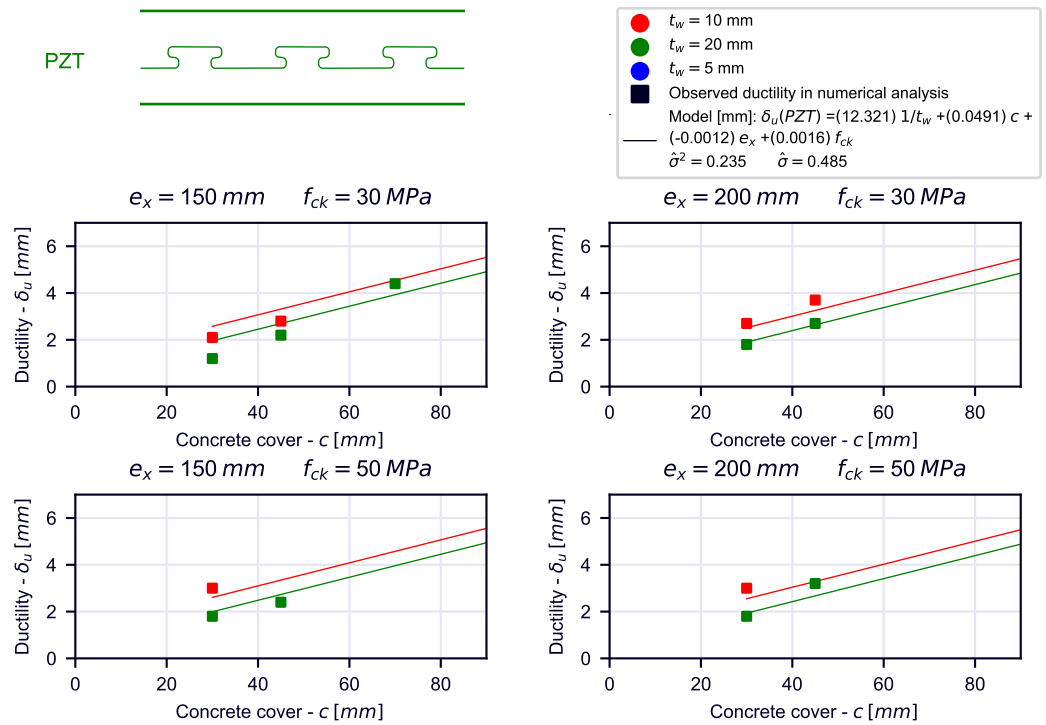 PZT
t_w = 10 mm
t_w = 20 mm
t_w = 5 mm
Observed ductility in numerical analysis
Model [mm]: δ_u(PZT) =(12.321) 1/t_w +(0.0491) c +
(-0.0012) e_x +(0.0016) f_ck
σ̂² = 0.235 σ̂ = 0.485
e_x = 150 mm f_ck = 30 MPa
Ductility - δ_u [mm]
6
4
2
0
0 20 40 60 80
Concrete cover - c [mm]
e_x = 200 mm f_ck = 30 MPa
Ductility - δ_u [mm]
6
4
2
0
0 20 40 60 80
Concrete cover - c [mm]
e_x = 150 mm f_ck = 50 MPa
Ductility - δ_u [mm]
6
4
2
0
0 20 40 60 80
Concrete cover - c [mm]
e_x = 200 mm f_ck = 50 MPa
Ductility - δ_u [mm]
6
4
2
0
0 20 40 60 80
Concrete cover - c [mm]